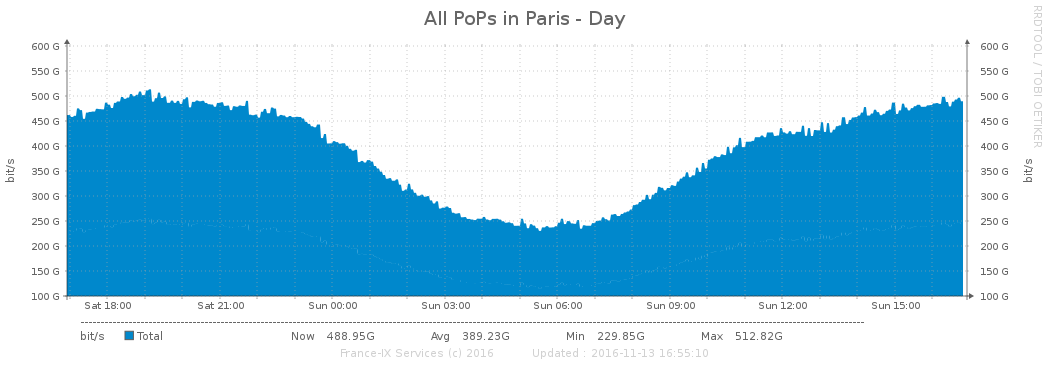 All PoPs in Paris - Day
RRDTOOL / TOBI OETIKER
600 G 600 G
550 G 550 G
500 G 500 G
450 G 450 G
400 G 400 G
350 G 350 G
300 G 300 G
250 G 250 G
200 G 200 G
150 G 150 G
100 G 100 G
bit/s bit/s
Sat 18:00 Sat 21:00 Sun 00:00 Sun 03:00 Sun 06:00 Sun 09:00 Sun 12:00 Sun 15:00
bit/s Total Now 488.95G Avg 389.23G Min 229.85G Max 512.82G
France-IX Services (c) 2016 Updated : 2016-11-13 16:55:10